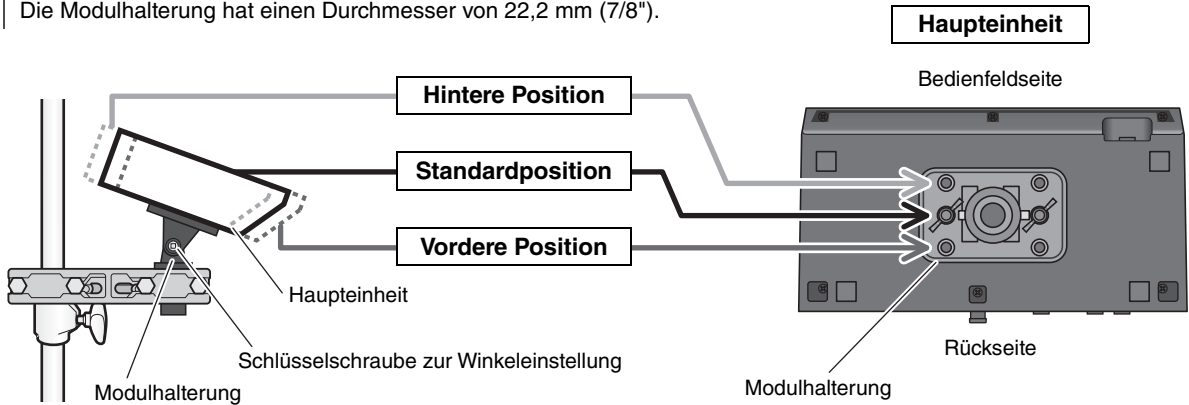 Die Modulhalterung hat einen Durchmesser von 22,2 mm (7/8").
Haupteinheit
Bedienfeldseite
Hintere Position
Standardposition
Vordere Position
Haupteinheit
Schlüsselschraube zur Winkeleinstellung
Modulhalterung
Rückseite
Modulhalterung